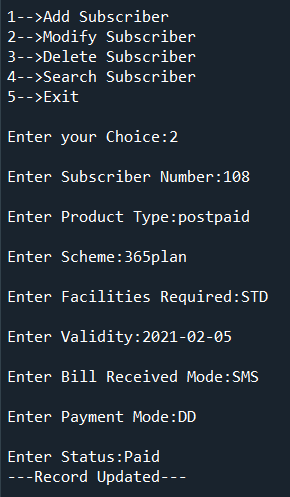 1-->Add Subscriber
2-->Modify Subscriber
3-->Delete Subscriber
4-->Search Subscriber
5-->Exit
Enter your Choice:2
Enter Subscriber Number:108
Enter Product Type:postpaid
Enter Scheme:365plan
Enter Facilities Required:STD
Enter Validity:2021-02-05
Enter Bill Received Mode:SMS
Enter Payment Mode:DD
Enter Status:Paid
---Record Updated---